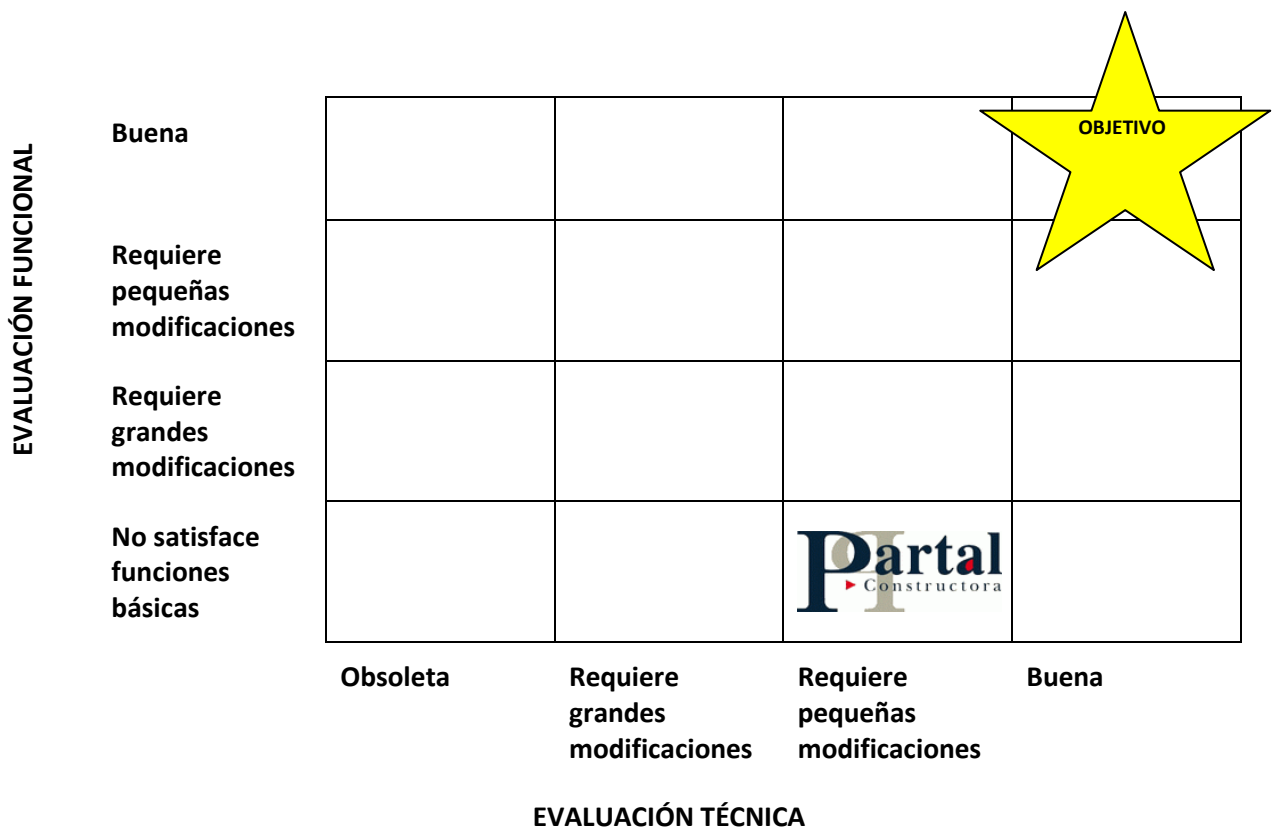 EVALUACIÓN FUNCIONAL
Buena
OBJETIVO
Requiere
pequeñas
modificaciones
Requiere
grandes
modificaciones
No satisface
funciones
básicas
Partal
Constructora
Obsoleta
Requiere
grandes
modificaciones
Requiere
pequeñas
modificaciones
Buena
EVALUACIÓN TÉCNICA